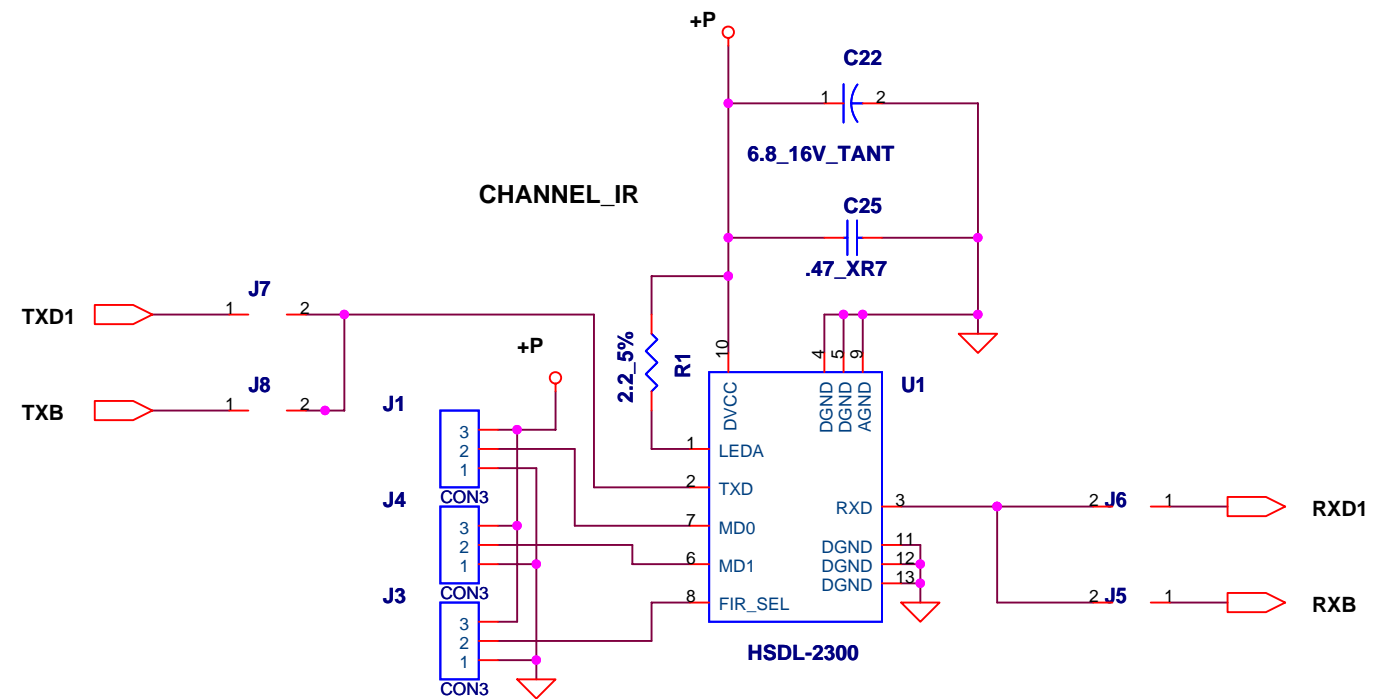 +P
C22
1 2
6.8_16V_TANT
CHANNEL_IR
C25
.47_XR7
TXD1
1 J7 2
+P
2.2_5%
R1
10
4 5 9
U1
TXB
1 J8 2
DVCC
DGND
DGND
AGND
J1
3
2
1
CON3
1 LEDA
2 TXD
7 MD0
6 MD1
8 FIR_SEL
J4
3
2
1
CON3
J3
3
2
1
CON3
RXD 3
DGND 11
DGND 12
DGND 13
2 J6 1
RXD1
2 J5 1
RXB
HSDL-2300